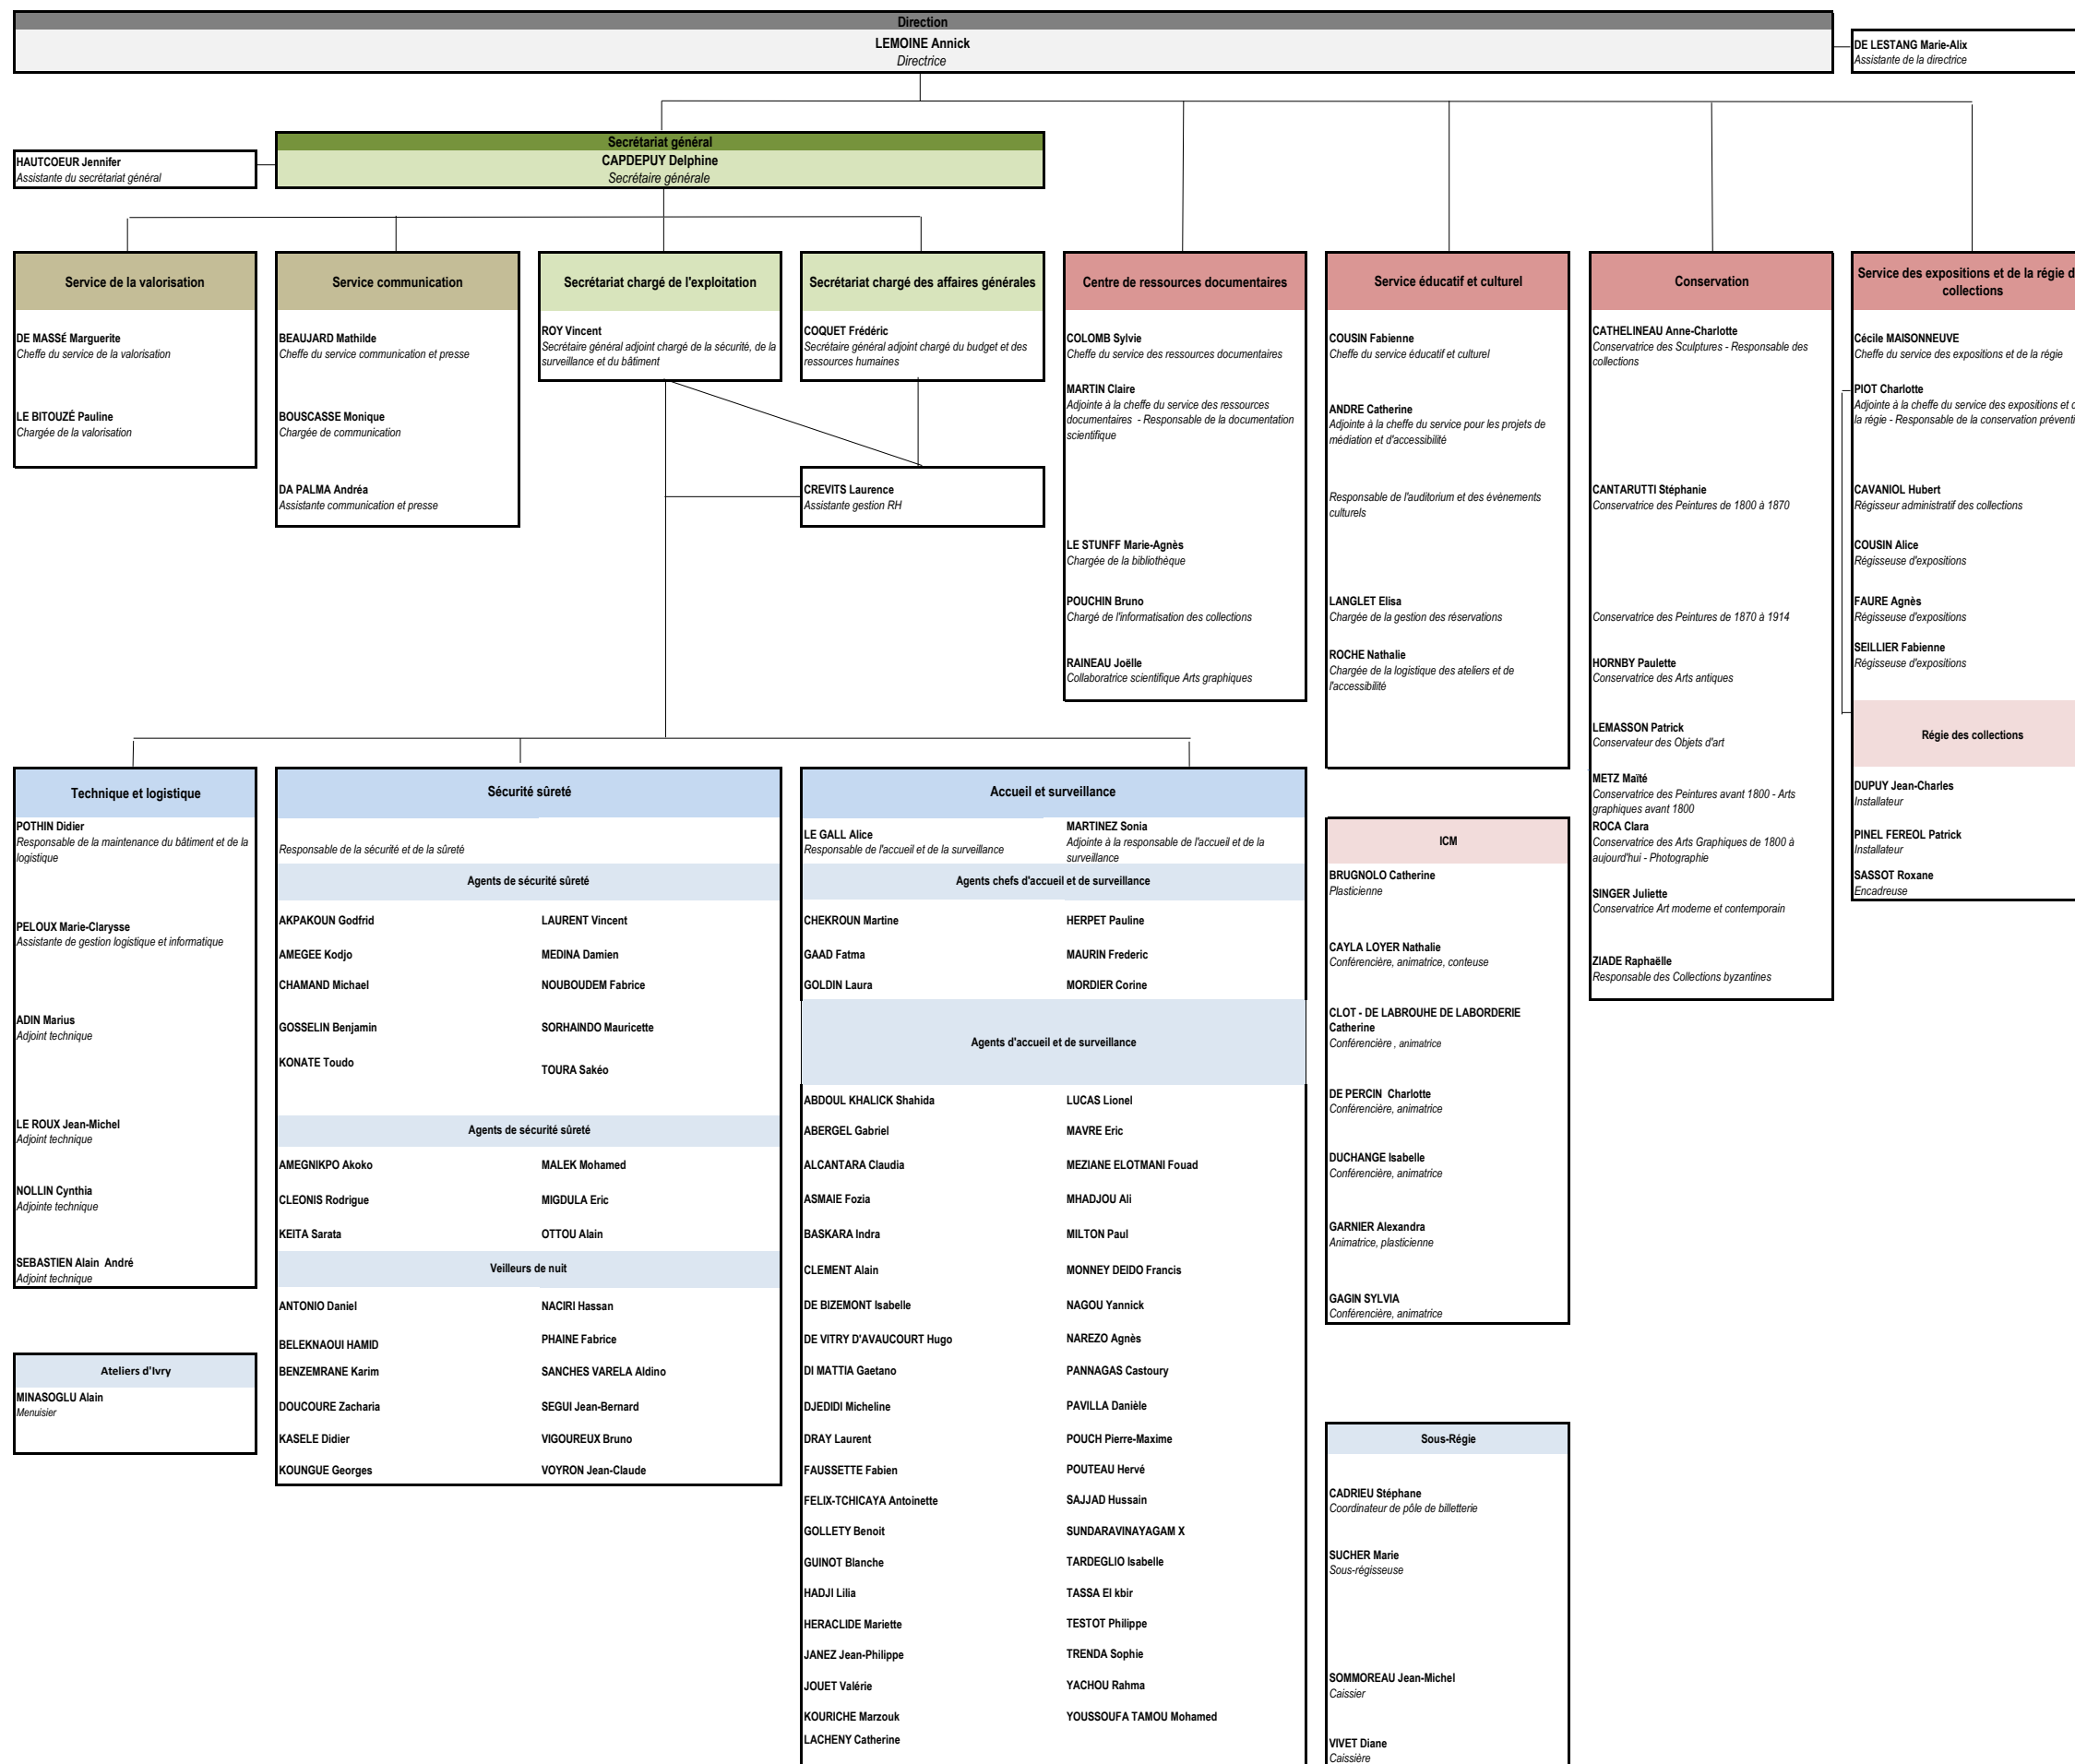 Direction
LEMOINE Annick
Directrice
DE LESTANG Marie-Alix
Assistante de la directrice
Secrétariat général
CAPDEPUY Delphine
Secrétaire générale
HAUTCOEUR Jennifer
Assistante du secrétariat général
Service de la valorisation
DE MASSÉ Marguerite
Cheffe du service de la valorisation
LE BITOUZÉ Pauline
Chargée de la valorisation
Service communication
BEAUJARD Mathilde
Cheffe du service communication et presse
BOUSCASSE Monique
Chargée de communication
DA PALMA Andréa
Assistante communication et presse
Secrétariat chargé de l'exploitation
ROY Vincent
Secrétaire général adjoint chargé de la sécurité, de la
surveillance et du bâtiment
Secrétariat chargé des affaires générales
COQUET Frédéric
Secrétaire général adjoint chargé du budget et des
ressources humaines
CREVITS Laurence
Assistante gestion RH
Centre de ressources documentaires
COLOMB Sylvie
Cheffe du service des ressources documentaires
MARTIN Claire
Adjointe à la cheffe du service des ressources
documentaires - Responsable de la documentation
scientifique
LE STUNFF Marie-Agnès
Chargée de la bibliothèque
POUCHIN Bruno
Chargé de l'informatisation des collections
RAINEAU Joëlle
Collaboratrice scientifique Arts graphiques
Service éducatif et culturel
COUSIN Fabienne
Cheffe du service éducatif et culturel
ANDRE Catherine
Adjointe à la cheffe du service pour les projets de
médiation et d'accessibilité
Responsable de l'auditorium et des évènements
culturels
LANGLET Elisa
Chargée de la gestion des réservations
ROCHE Nathalie
Chargée de la logistique des ateliers et de
l'accessibilité
Conservation
CATHELINEAU Anne-Charlotte
Conservatrice des Sculptures - Responsable des
collections
CANTARUTTI Stéphanie
Conservatrice des Peintures de 1800 à 1870
Conservatrice des Peintures de 1870 à 1914
HORNBY Paulette
Conservatrice des Arts antiques
LEMASSON Patrick
Conservateur des Objets d'art
METZ Maïté
Conservatrice des Peintures avant 1800 - Arts
graphiques avant 1800
ROCA Clara
Conservatrice des Arts Graphiques de 1800 à
aujourd'hui - Photographie
SINGER Juliette
Conservatrice Art moderne et contemporain
ZIADE Raphaëlle
Responsable des Collections byzantines
Service des expositions et de la régie d
collections
Cécile MAISONNEUVE
Cheffe du service des expositions et de la régie
PIOT Charlotte
Adjointe à la cheffe du service des expositions et
la régie - Responsable de la conservation préventi
CAVANIOL Hubert
Régisseur administratif des collections
COUSIN Alice
Régisseuse d'expositions
FAURE Agnès
Régisseuse d'expositions
SEILLIER Fabienne
Régisseuse d'expositions
Régie des collections
DUPUY Jean-Charles
Installateur
PINEL FEREOL Patrick
Installateur
SASSOT Roxane
Encadreuse
Technique et logistique
POTHIN Didier
Responsable de la maintenance du bâtiment et de la
logistique
PELOUX Marie-Clarysse
Assistante de gestion logistique et informatique
ADIN Marius
Adjoint technique
LE ROUX Jean-Michel
Adjoint technique
NOLLIN Cynthia
Adjointe technique
SEBASTIEN Alain André
Adjoint technique
Ateliers d'Ivry
MINASOGLU Alain
Menuisier
Sécurité sûreté
Responsable de la sécurité et de la sûreté
Agents de sécurité sûreté
AKPAKOUN Godfrid LAURENT Vincent
AMEGEE Kodjo MEDINA Damien
CHAMAND Michael NOUBOUDEM Fabrice
GOSSELIN Benjamin SORHAINDO Mauricette
KONATE Toudo
TOURA Sakéo
Agents de sécurité sûreté
AMEGNIKPO Akoko MALEK Mohamed
CLEONIS Rodrigue MIGDULA Eric
KEITA Sarata OTTOU Alain
Veilleurs de nuit
ANTONIO Daniel NACIRI Hassan
BELEKNAOUI HAMID PHAINE Fabrice
BENZEMRANE Karim SANCHES VARELA Aldino
DOUCOURE Zacharia SEGUI Jean-Bernard
KASELE Didier VIGOUREUX Bruno
KOUNGUE Georges VOYRON Jean-Claude
Accueil et surveillance
LE GALL Alice
Responsable de l'accueil et de la surveillance
MARTINEZ Sonia
Adjointe à la responsable de l'accueil et de la
surveillance
Agents chefs d'accueil et de surveillance
CHEKROUN Martine HERPET Pauline
GAAD Fatma MAURIN Frederic
GOLDIN Laura MORDIER Corine
Agents d'accueil et de surveillance
ABDOUL KHALICK Shahida LUCAS Lionel
ABERGEL Gabriel MAVRE Eric
ALCANTARA Claudia MEZIANE ELOTMANI Fouad
ASMAIE Fozia MHADJOU Ali
BASKARA Indra MILTON Paul
CLEMENT Alain MONNEY DEIDO Francis
DE BIZEMONT Isabelle NAGOU Yannick
DE VITRY D'AVAUCOURT Hugo NAREZO Agnès
DI MATTIA Gaetano PANNAGAS Castoury
DJEDIDI Micheline PAVILLA Danièle
DRAY Laurent POUCH Pierre-Maxime
FAUSSETTE Fabien POUTEAU Hervé
FELIX-TCHICAYA Antoinette SAJJAD Hussain
GOLLETY Benoit SUNDARAVINAYAGAM X
GUINOT Blanche TARDEGLIO Isabelle
HADJI Lilia TASSA El kbir
HERACLIDE Mariette TESTOT Philippe
JANEZ Jean-Philippe TRENDA Sophie
JOUET Valérie YACHOU Rahma
KOURICHE Marzouk YOUSSOUFA TAMOU Mohamed
LACHENY Catherine
ICM
BRUGNOLO Catherine
Plasticienne
CAYLA LOYER Nathalie
Conférencière, animatrice, conteuse
CLOT - DE LABROUHE DE LABORDERIE
Catherine
Conférencière , animatrice
DE PERCIN Charlotte
Conférencière, animatrice
DUCHANGE Isabelle
Conférencière, animatrice
GARNIER Alexandra
Animatrice, plasticienne
GAGIN SYLVIA
Conférencière, animatrice
Sous-Régie
CADRIEU Stéphane
Coordinateur de pôle de billetterie
SUCHER Marie
Sous-régisseuse
SOMMOREAU Jean-Michel
Caissier
VIVET Diane
Caissière